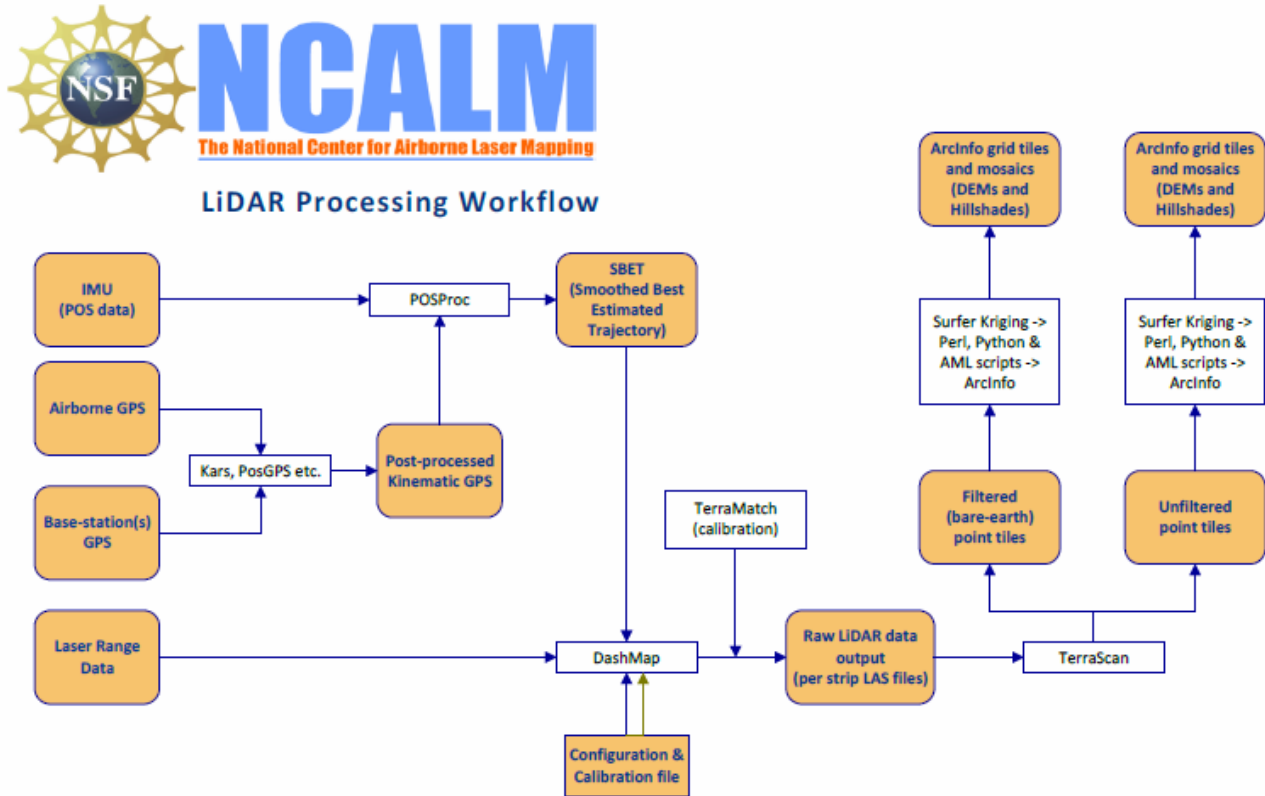 NSF
NCALM
The National Center for Airborne Laser Mapping
LiDAR Processing Workflow
IMU
(POS data)
POSProc
SBET
(Smoothed Best
Estimated
Trajectory)
Airborne GPS
Kars, PosGPS etc.
Post-processed
Kinematic GPS
Base-station(s)
GPS
Laser Range
Data
DashMap
Configuration &
Calibration file
TerraMatch
(calibration)
Raw LiDAR data
output
(per strip LAS files)
TerraScan
Filtered
(bare-earth)
point tiles
Unfiltered
point tiles
Surfer Kriging ->
Perl, Python &
AML scripts ->
ArcInfo
Surfer Kriging ->
Perl, Python &
AML scripts ->
ArcInfo
ArcInfo grid tiles
and mosaics
(DEMs and
Hillshades)
ArcInfo grid tiles
and mosaics
(DEMs and
Hillshades)